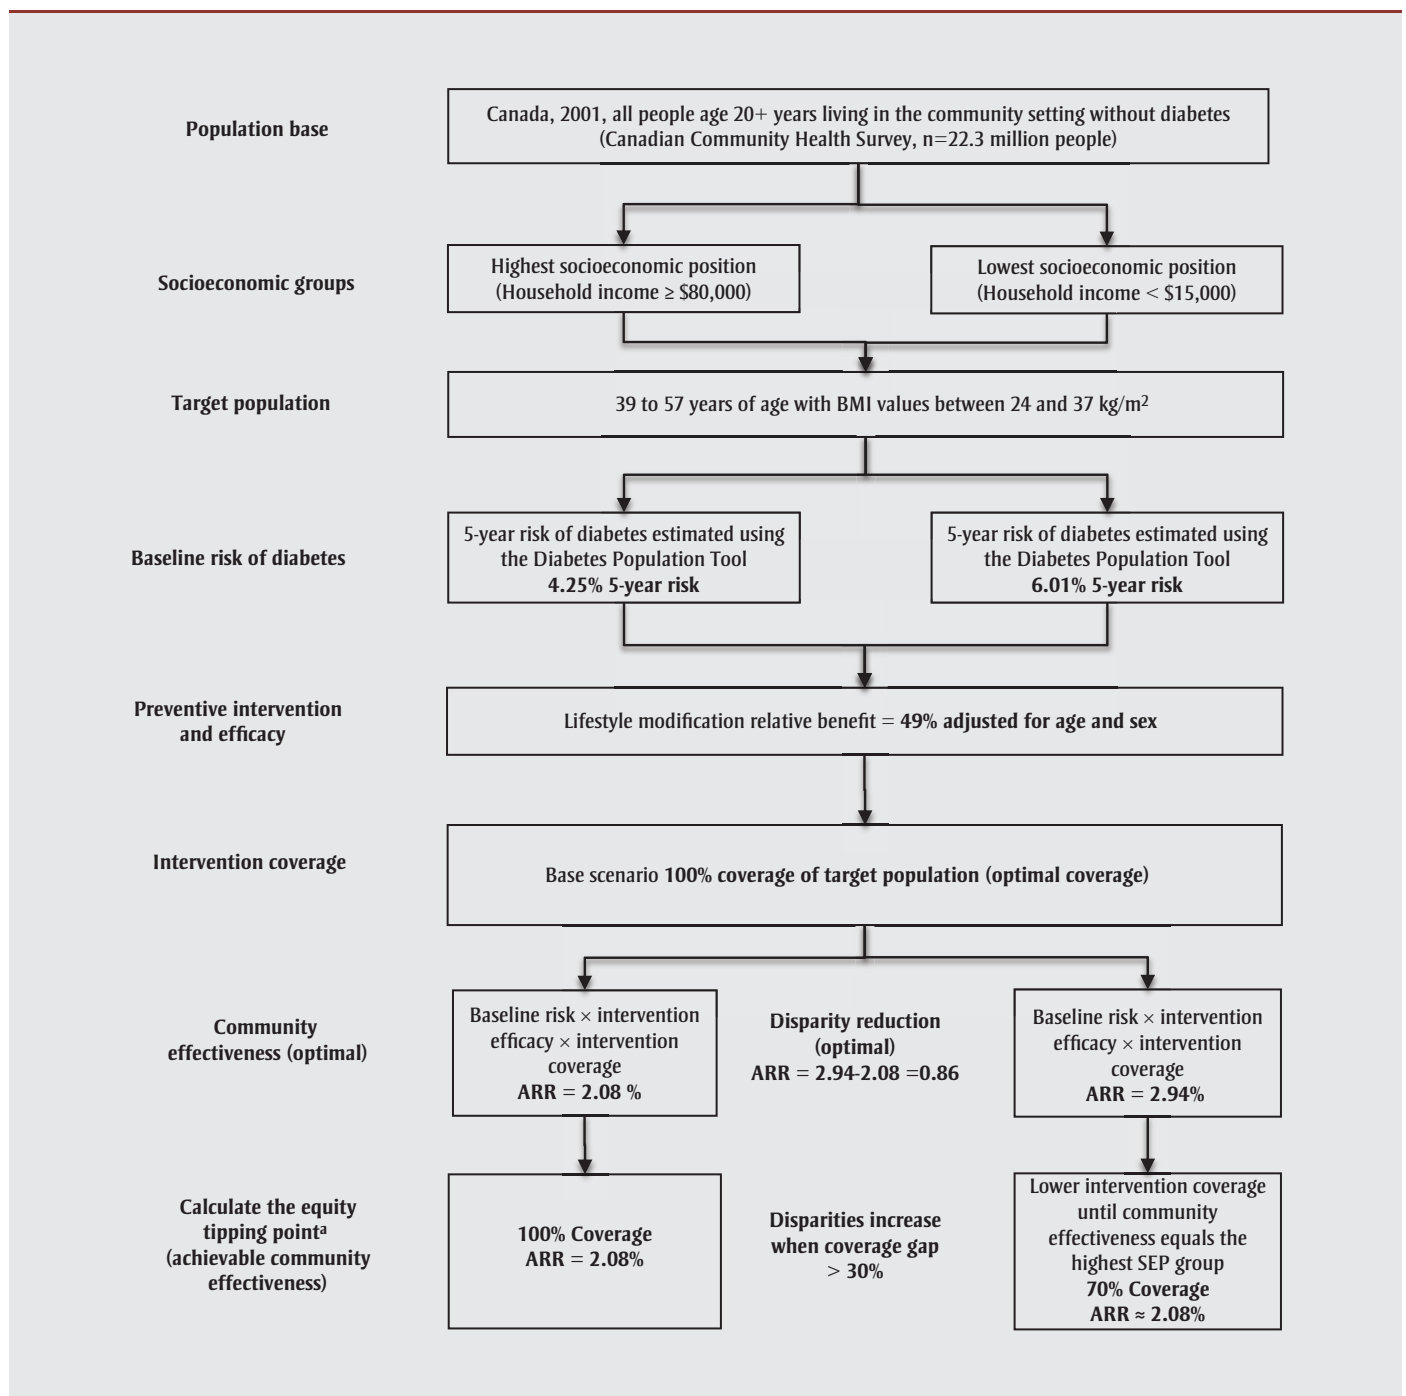 Population base
Canada, 2001, all people age 20+ years living in the community setting without diabetes
(Canadian Community Health Survey, n=22.3 million people)
Socioeconomic groups
Highest socioeconomic position
(Household income ≥ $80,000)
Lowest socioeconomic position
(Household income < $15,000)
Target population
39 to 57 years of age with BMI values between 24 and 37 kg/m²
Baseline risk of diabetes
5-year risk of diabetes estimated using
the Diabetes Population Tool
4.25% 5-year risk
5-year risk of diabetes estimated using
the Diabetes Population Tool
6.01% 5-year risk
Preventive intervention
and efficacy
Lifestyle modification relative benefit = 49% adjusted for age and sex
Intervention coverage
Base scenario 100% coverage of target population (optimal coverage)
Community
effectiveness (optimal)
Baseline risk × intervention
efficacy × intervention
coverage
ARR = 2.08 %
Disparity reduction
(optimal)
ARR = 2.94-2.08 =0.86
Baseline risk × intervention
efficacy × intervention
coverage
ARR = 2.94%
Calculate the equity
tipping pointᵃ
(achievable community
effectiveness)
100% Coverage
ARR = 2.08%
Disparities increase
when coverage gap
> 30%
Lower intervention coverage
until community
effectiveness equals the
highest SEP group
70% Coverage
ARR ≈ 2.08%